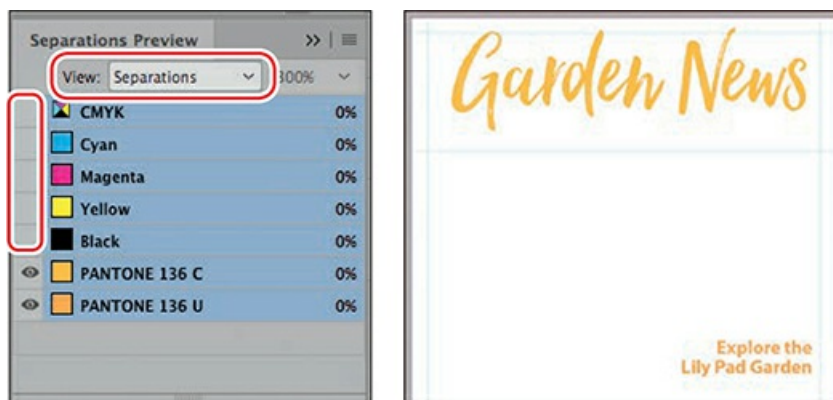 Separations Preview
View: Separations 300%
CMYK 0%
Cyan 0%
Magenta 0%
Yellow 0%
Black 0%
PANTONE 136 C 0%
PANTONE 136 U 0%
Garden News
Explore the
Lily Pad Garden